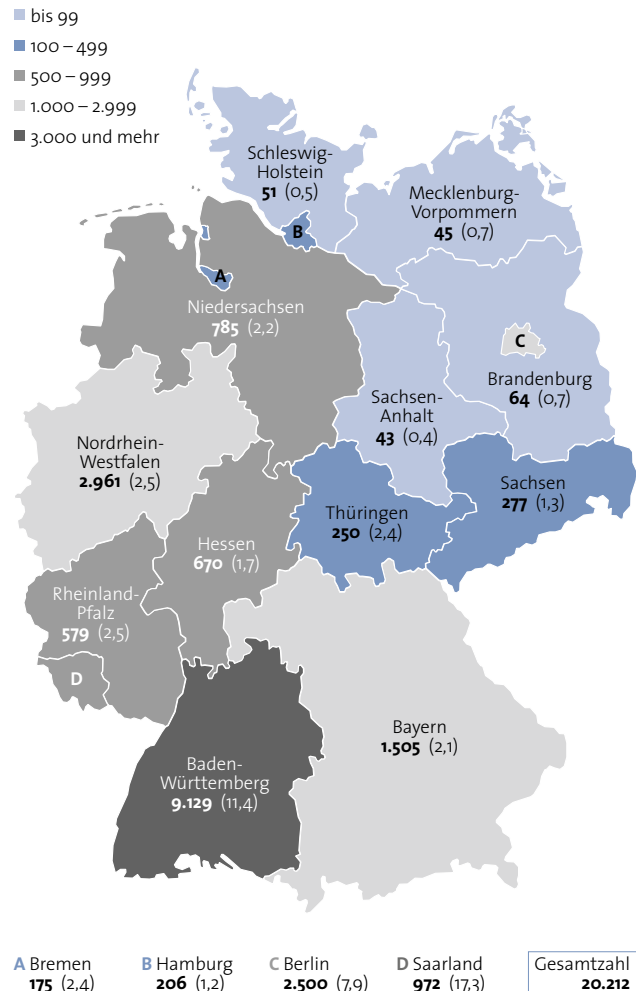 bis 99
100 – 499
500 – 999
1.000 – 2.999
3.000 und mehr
Schleswig-
Holstein
51 (0,5)
Mecklenburg-
Vorpommern
45 (0,7)
B
A
Niedersachsen
785 (2,2)
C
Brandenburg
64 (0,7)
Sachsen-
Anhalt
43 (0,4)
Nordrhein-
Westfalen
2.961 (2,5)
Sachsen
277 (1,3)
Thüringen
250 (2,4)
Hessen
670 (1,7)
Rheinland-
Pfalz
579 (2,5)
D
Bayern
1.505 (2,1)
Baden-
Württemberg
9.129 (11,4)
A Bremen
175 (2,4)
B Hamburg
206 (1,2)
C Berlin
2.500 (7,9)
D Saarland
972 (17,3)
Gesamtzahl
20.212